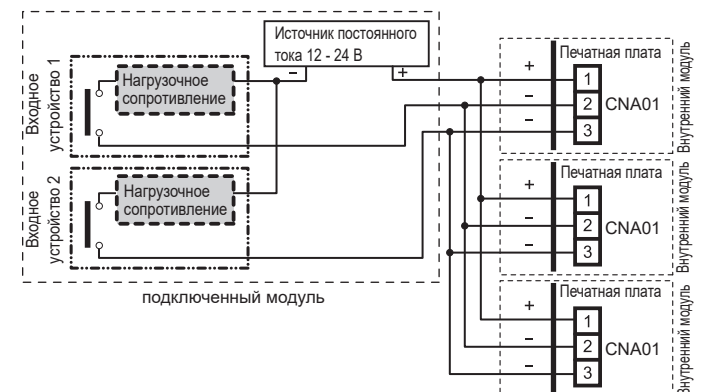 Источник постоянного
тока 12 - 24 В
−
+
Входное
устройство 1
Нагрузочное
сопротивление
Входное
устройство 2
Нагрузочное
сопротивление
подключенный модуль
Печатная плата
+
1
−
2
CNA01
−
3
Внутренний модуль
Печатная плата
+
1
−
2
CNA01
−
3
Внутренний модуль
Печатная плата
+
1
−
2
CNA01
−
3
Внутренний модуль